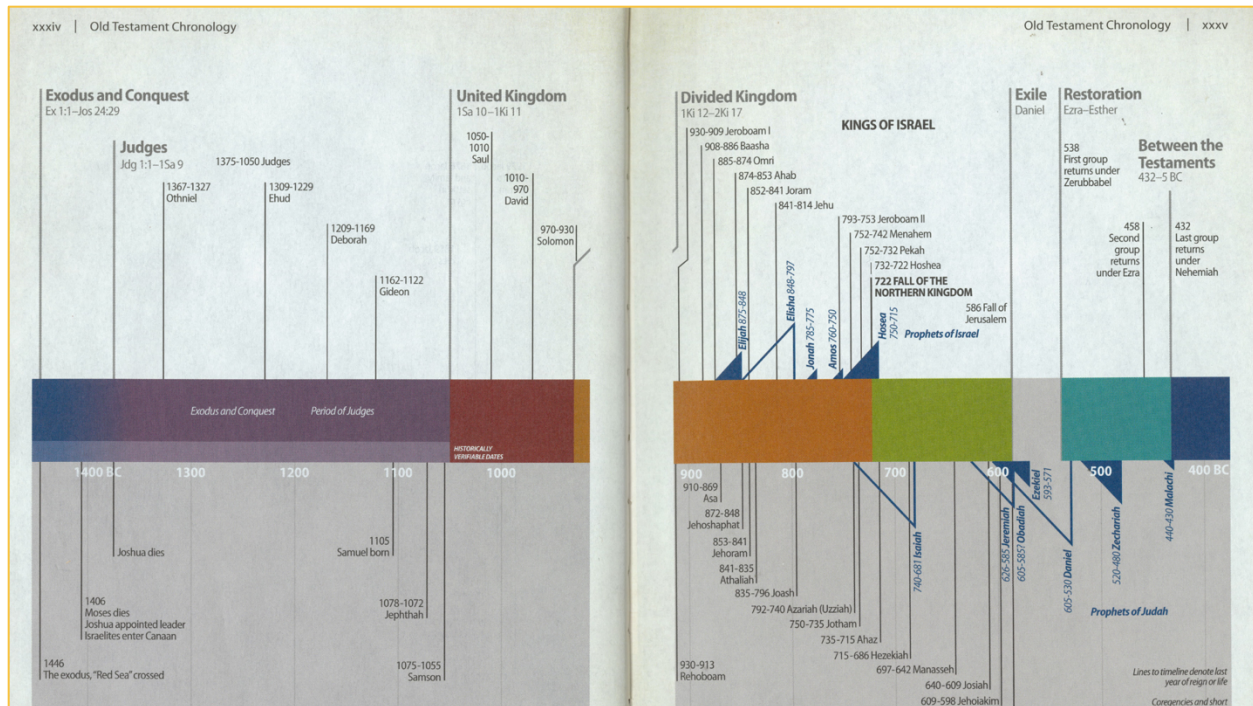 xxxiv | Old Testament Chronology
Exodus and Conquest
Ex 1:1–Jos 24:29
Judges
Jdg 1:1–1Sa 9
1375-1050 Judges
1367-1327
Othniel
1309-1229
Ehud
1209-1169
Deborah
1162-1122
Gideon
United Kingdom
1Sa 10–1Ki 11
1050-
1010
Saul
1010-
970
David
970-930
Solomon
Exodus and Conquest
Period of Judges
HISTORICALLY
VERIFIABLE DATES
1400 BC
1300
1200
1100
1000
Joshua dies
1105
Samuel born
1406
Moses dies
Joshua appointed leader
Israelites enter Canaan
1078-1072
Jephthah
1446
The exodus, "Red Sea" crossed
1075-1055
Samson
Old Testament Chronology | xxxv
Divided Kingdom
1Ki 12–2Ki 17
KINGS OF ISRAEL
930-909 Jeroboam I
908-886 Baasha
885-874 Omri
874-853 Ahab
852-841 Joram
841-814 Jehu
793-753 Jeroboam II
752-742 Menahem
752-732 Pekah
732-722 Hoshea
722 FALL OF THE
NORTHERN KINGDOM
586 Fall of
Jerusalem
Elijah 875-848
Elisha 848-797
Jonah 785-775
Amos 760-750
Hosea
750-715
Prophets of Israel
Exile
Daniel
Restoration
Ezra–Esther
538
First group
returns under
Zerubbabel
Between the
Testaments
432–5 BC
458
Second
group
returns
under Ezra
432
Last group
returns
under
Nehemiah
900
800
700
600
500
400 BC
910-869
Asa
872-848
Jehoshaphat
853-841
Jehoram
841-835
Athaliah
835-796 Joash
792-740 Azariah (Uzziah)
750-735 Jotham
735-715 Ahaz
715-686 Hezekiah
697-642 Manasseh
640-609 Josiah
609-598 Jehoiakim
930-913
Rehoboam
740-681 Isaiah
626-585 Jeremiah
605-585? Obadiah
Ezekiel
593-571
605-530 Daniel
520-480 Zechariah
440-430 Malachi
Prophets of Judah
Lines to timeline denote last
year of reign or life
Coregencies and short